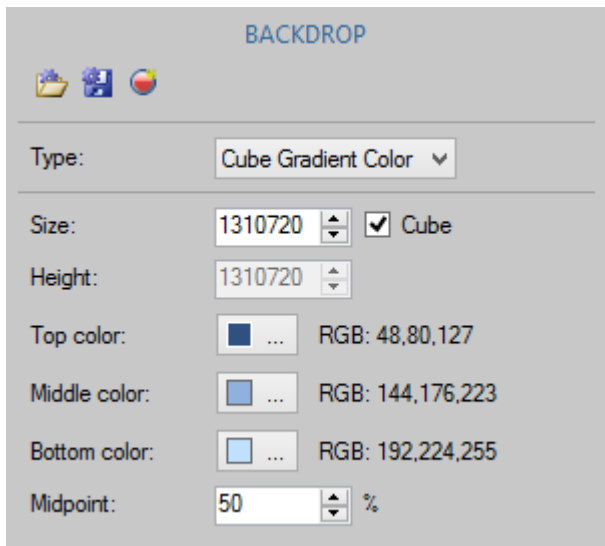 BACKDROP
Type: Cube Gradient Color
Size: 1310720 Cube
Height: 1310720
Top color: ... RGB: 48,80,127
Middle color: ... RGB: 144,176,223
Bottom color: ... RGB: 192,224,255
Midpoint: 50 %